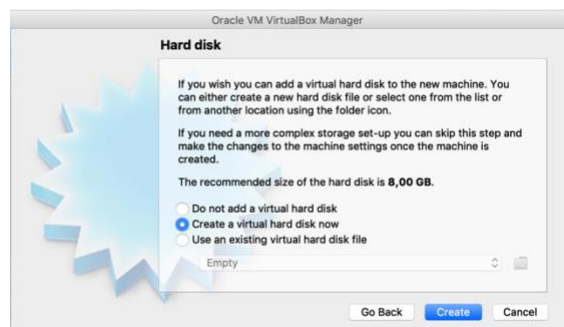 Oracle VM VirtualBox Manager
Hard disk
If you wish you can add a virtual hard disk to the new machine. You
can either create a new hard disk file or select one from the list or
from another location using the folder icon.
If you need a more complex storage set-up you can skip this step and
make the changes to the machine settings once the machine is
created.
The recommended size of the hard disk is 8,00 GB.
Do not add a virtual hard disk
Create a virtual hard disk now
Use an existing virtual hard disk file
Empty
Go Back Create Cancel